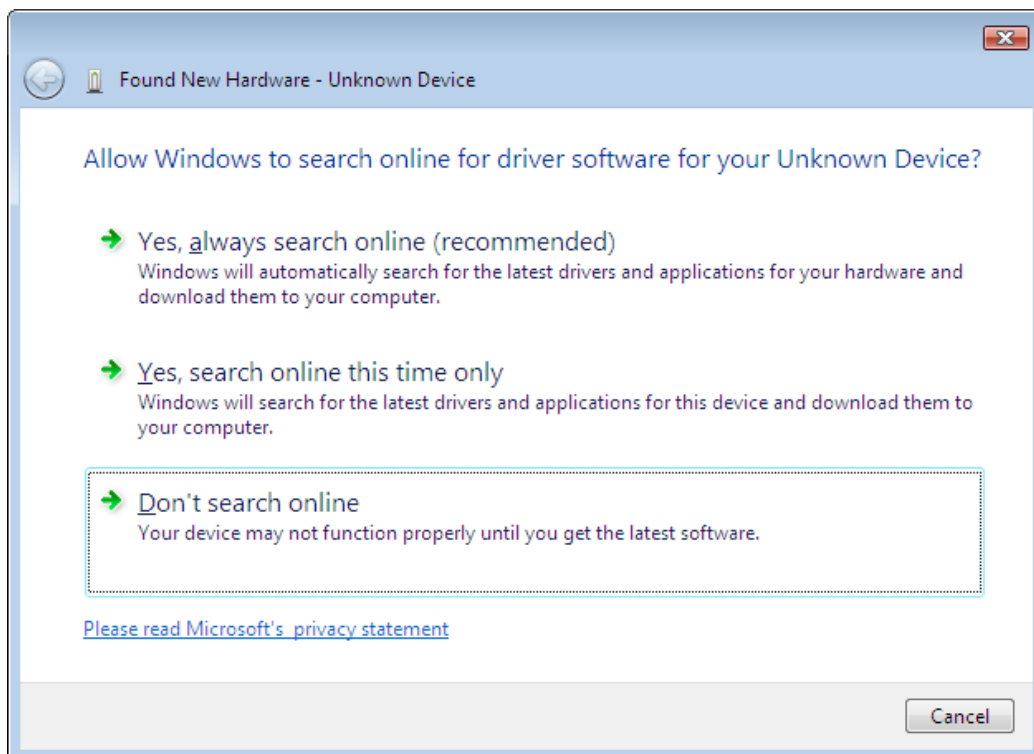 Found New Hardware - Unknown Device
Allow Windows to search online for driver software for your Unknown Device?
Yes, always search online (recommended)
Windows will automatically search for the latest drivers and applications for your hardware and
download them to your computer.
Yes, search online this time only
Windows will search for the latest drivers and applications for this device and download them to
your computer.
Don't search online
Your device may not function properly until you get the latest software.
Please read Microsoft's privacy statement
Cancel